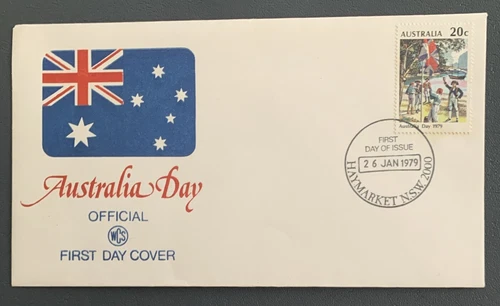 AUSTRALIA 20c
Australia Day 1979
FIRST
DAY OF ISSUE
26 JAN 1979
HAYMARKET N.S.W. 2000
Australia Day
OFFICIAL
WCS
FIRST DAY COVER